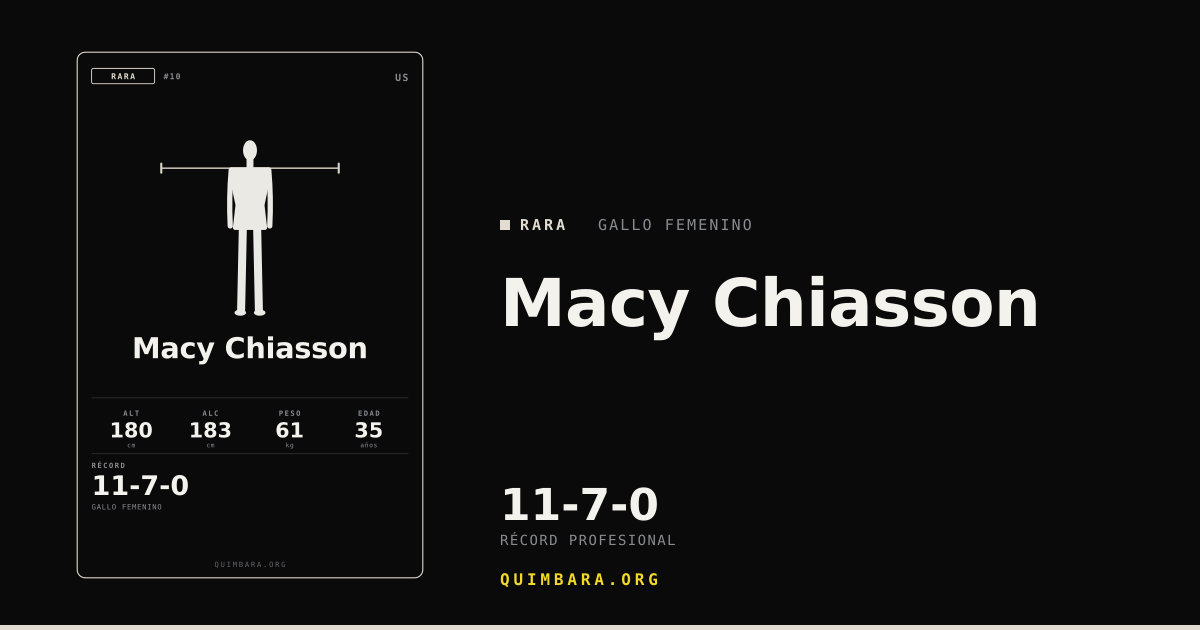 RARA #10 US
Macy Chiasson
ALT ALC PESO EDAD
180 183 61 35
cm cm kg años
RÉCORD
11-7-0
GALLO FEMENINO
QUIMBARA.ORG
RARA GALLO FEMENINO
Macy Chiasson
11-7-0
RÉCORD PROFESIONAL
QUIMBARA.ORG